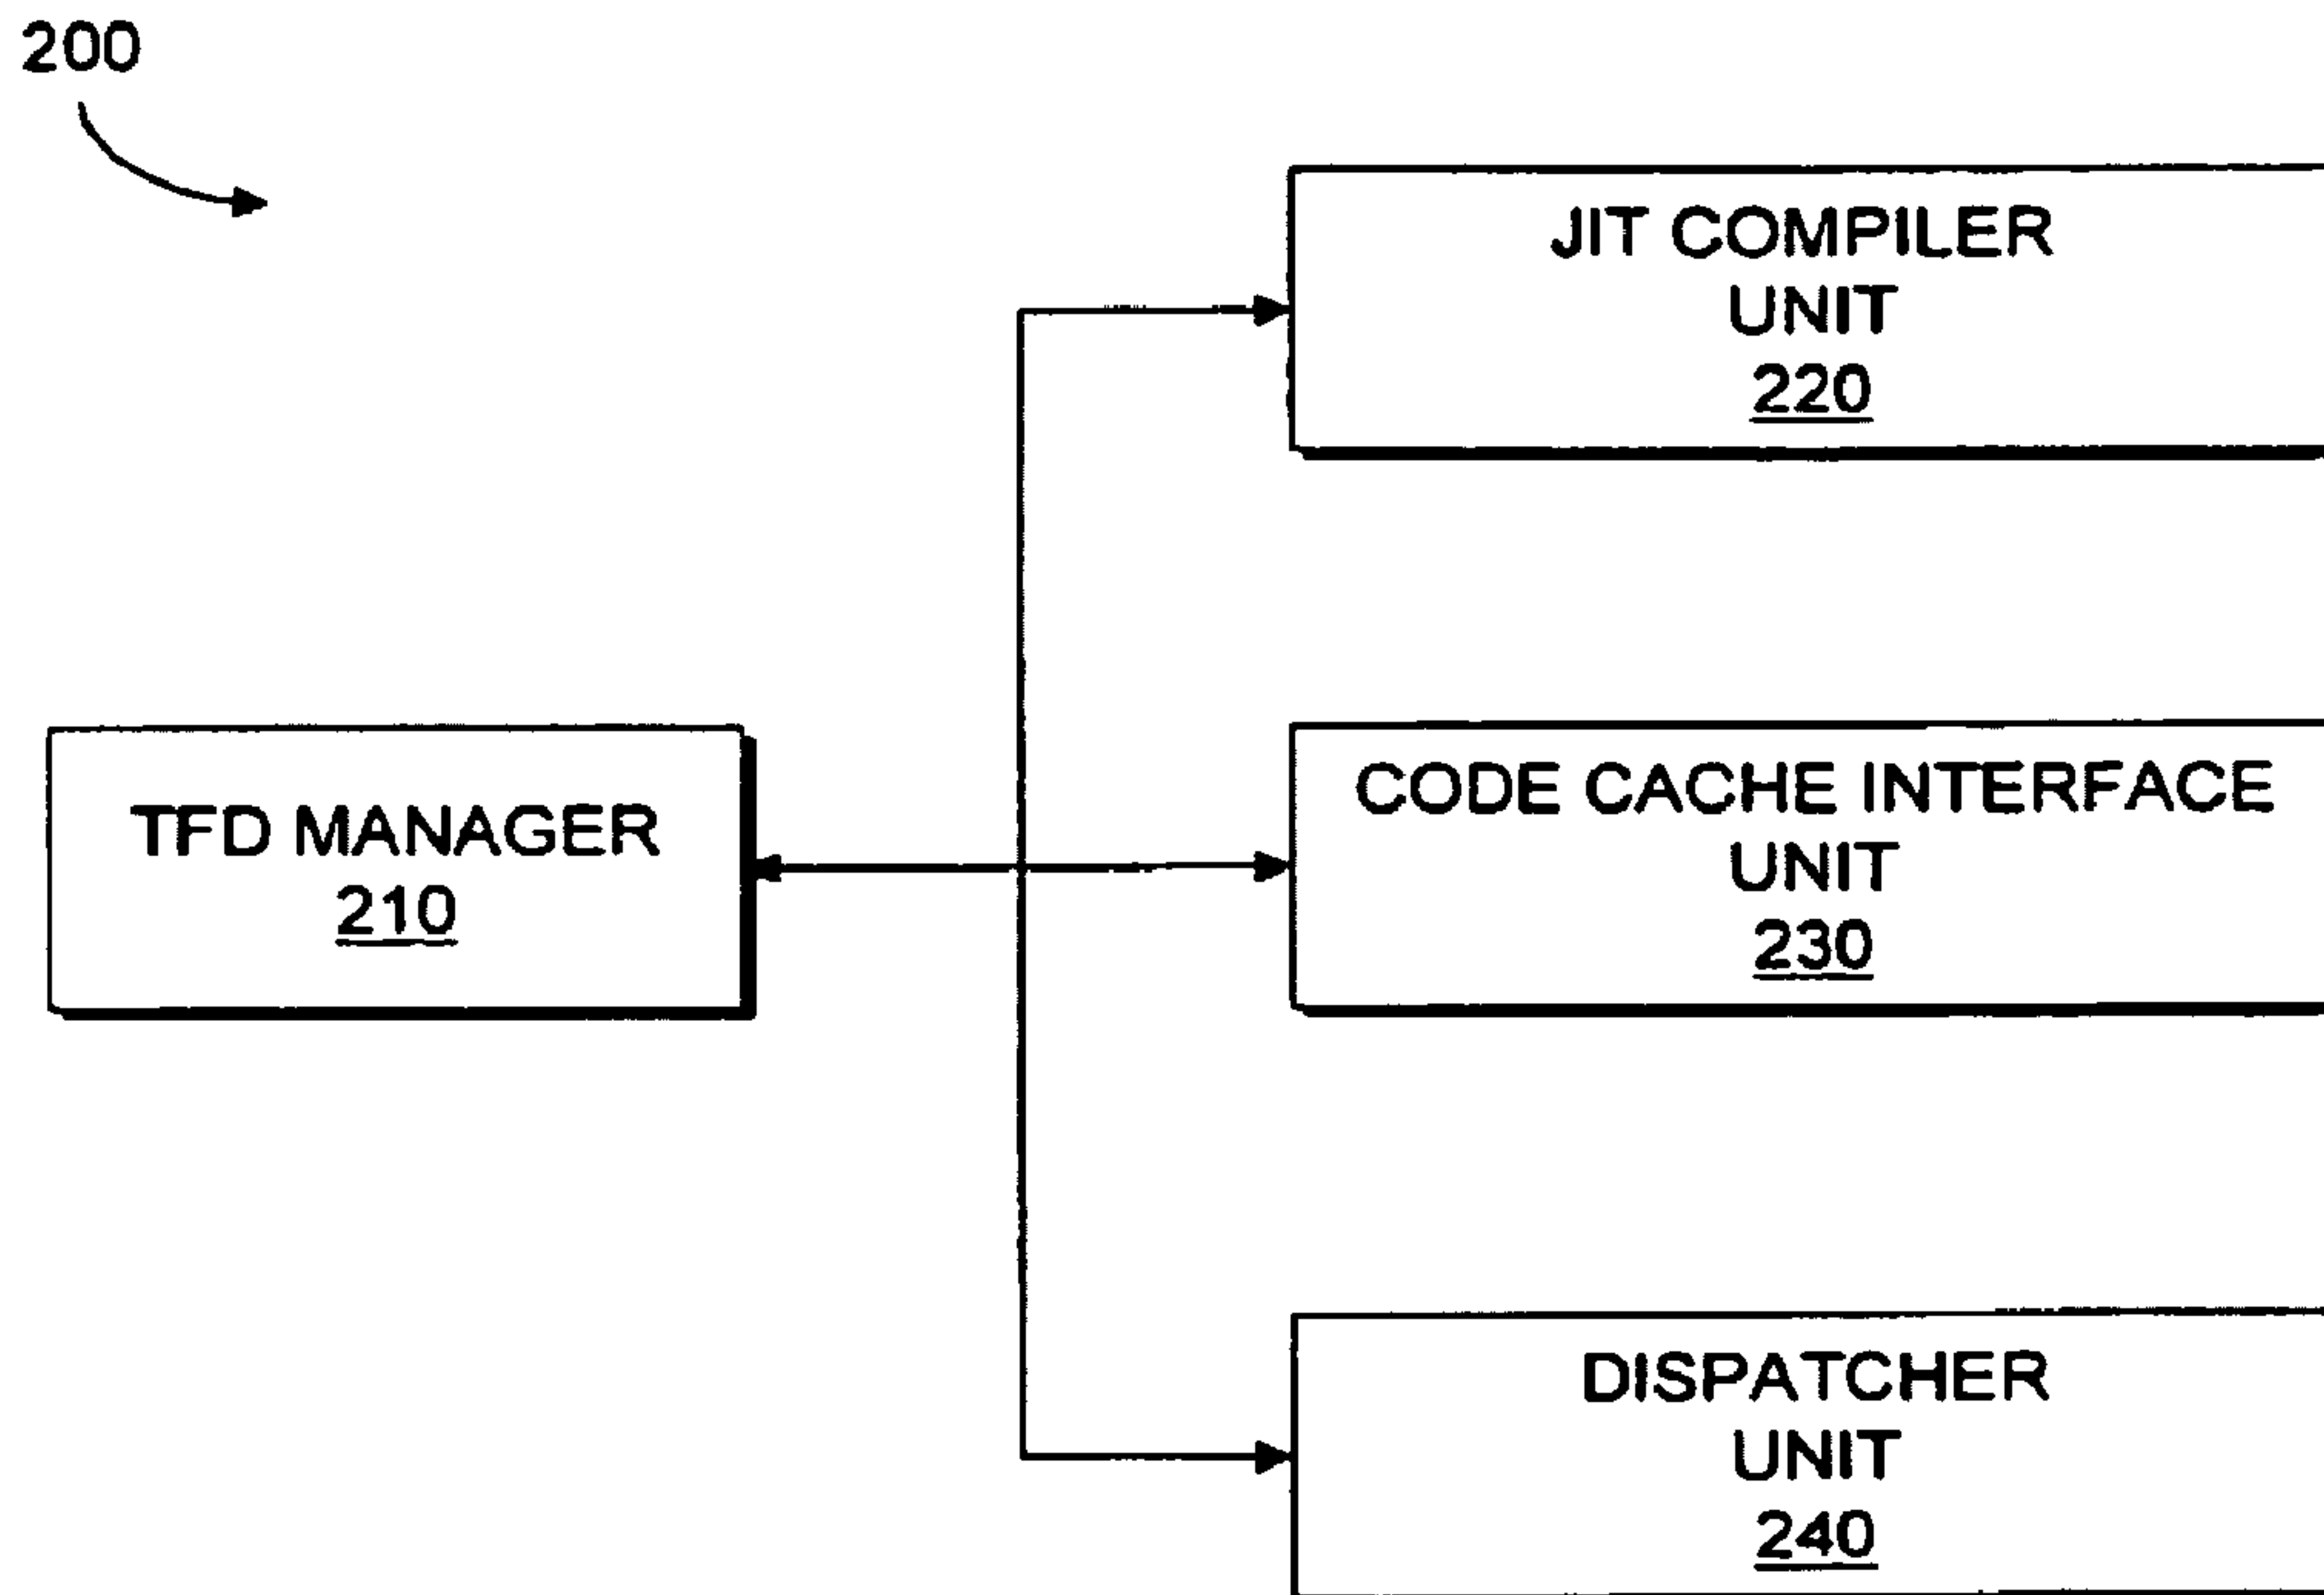 200
JIT COMPILER
UNIT
220
TFD MANAGER
210
CODE CACHE INTERFACE
UNIT
230
DISPATCHER
UNIT
240